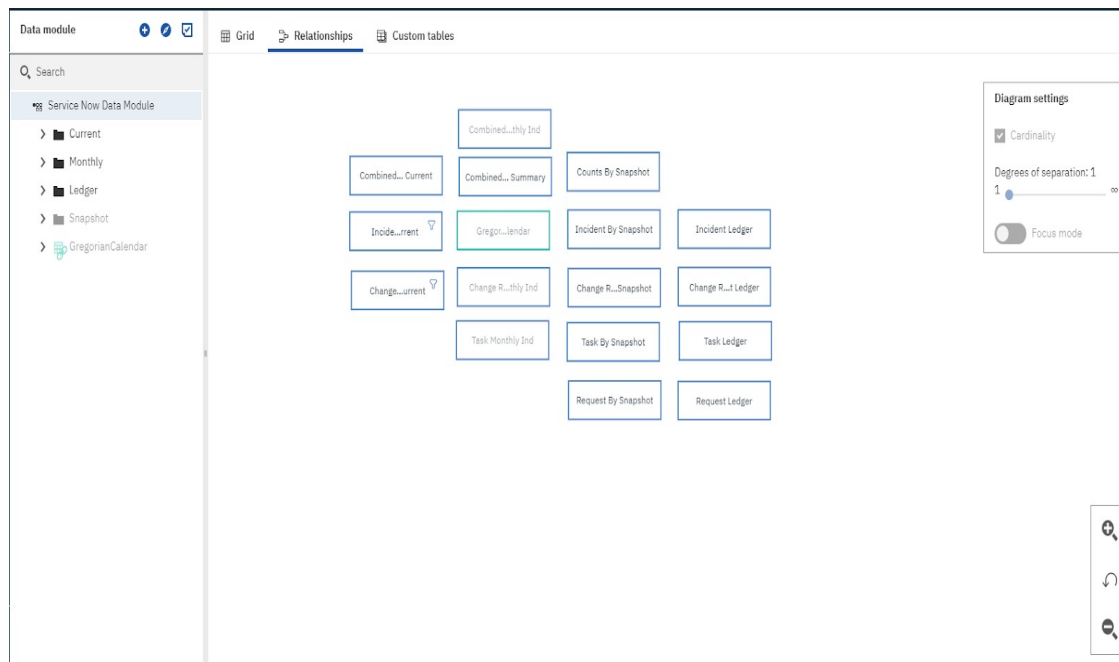 Data module
Grid
Relationships
Custom tables
Search
Service Now Data Module
Current
Monthly
Ledger
Snapshot
GregorianCalendar
Combined...thly Ind
Combined... Current
Combined... Summary
Counts By Snapshot
Incide...rrent
Gregor...lendar
Incident By Snapshot
Incident Ledger
Change...urrent
Change R...thly Ind
Change R...Snapshot
Change R...t Ledger
Task Monthly Ind
Task By Snapshot
Task Ledger
Request By Snapshot
Request Ledger
Diagram settings
Cardinality
Degrees of separation: 1
1 ∞
Focus mode